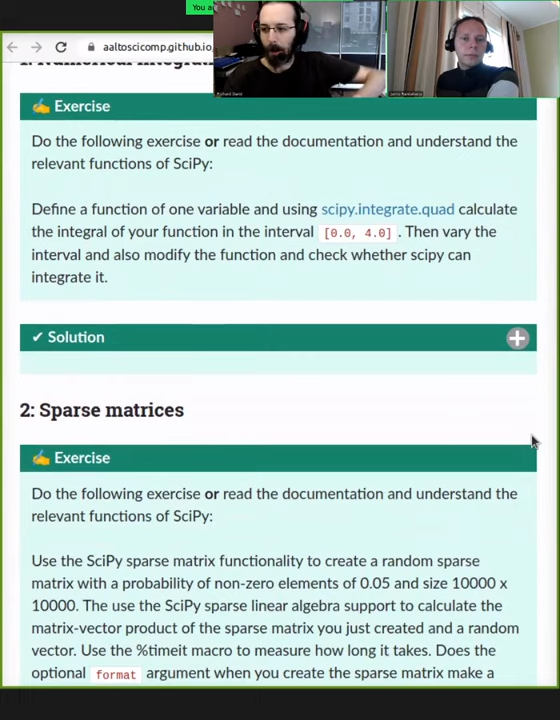 You a
aaltoscicomp.github.io
1. Numerical integrat
✍ Exercise
Do the following exercise or read the documentation and understand the
relevant functions of SciPy:
Define a function of one variable and using scipy.integrate.quad calculate
the integral of your function in the interval [0.0, 4.0] . Then vary the
interval and also modify the function and check whether scipy can
integrate it.
✔ Solution
2: Sparse matrices
✍ Exercise
Do the following exercise or read the documentation and understand the
relevant functions of SciPy:
Use the SciPy sparse matrix functionality to create a random sparse
matrix with a probability of non-zero elements of 0.05 and size 10000 x
10000. The use the SciPy sparse linear algebra support to calculate the
matrix-vector product of the sparse matrix you just created and a random
vector. Use the %timeit macro to measure how long it takes. Does the
optional format argument when you create the sparse matrix make a